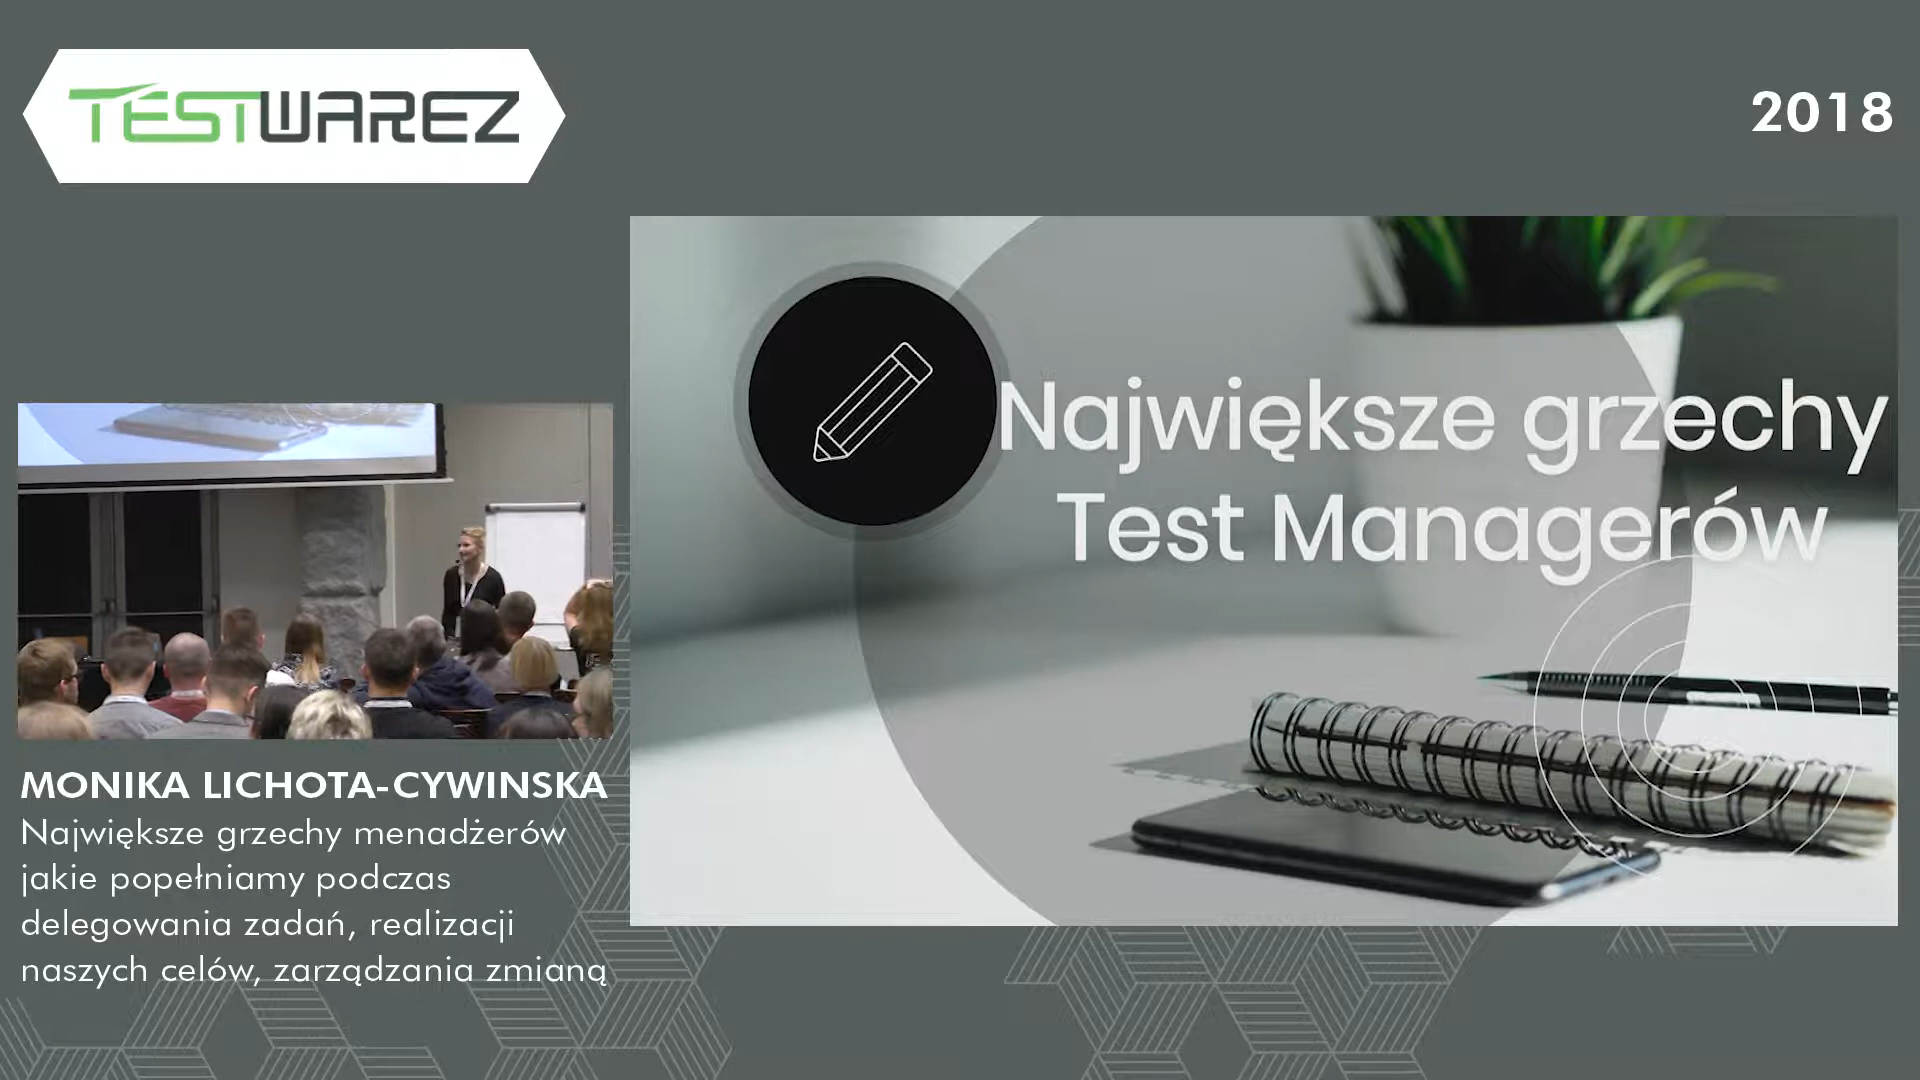 TESTWAREZ
2018
Największe grzechy
Test Managerów
MONIKA LICHOTA-CYWINSKA
Największe grzechy menadżerów
jakie popełniamy podczas
delegowania zadań, realizacji
naszych celów, zarządzania zmianą